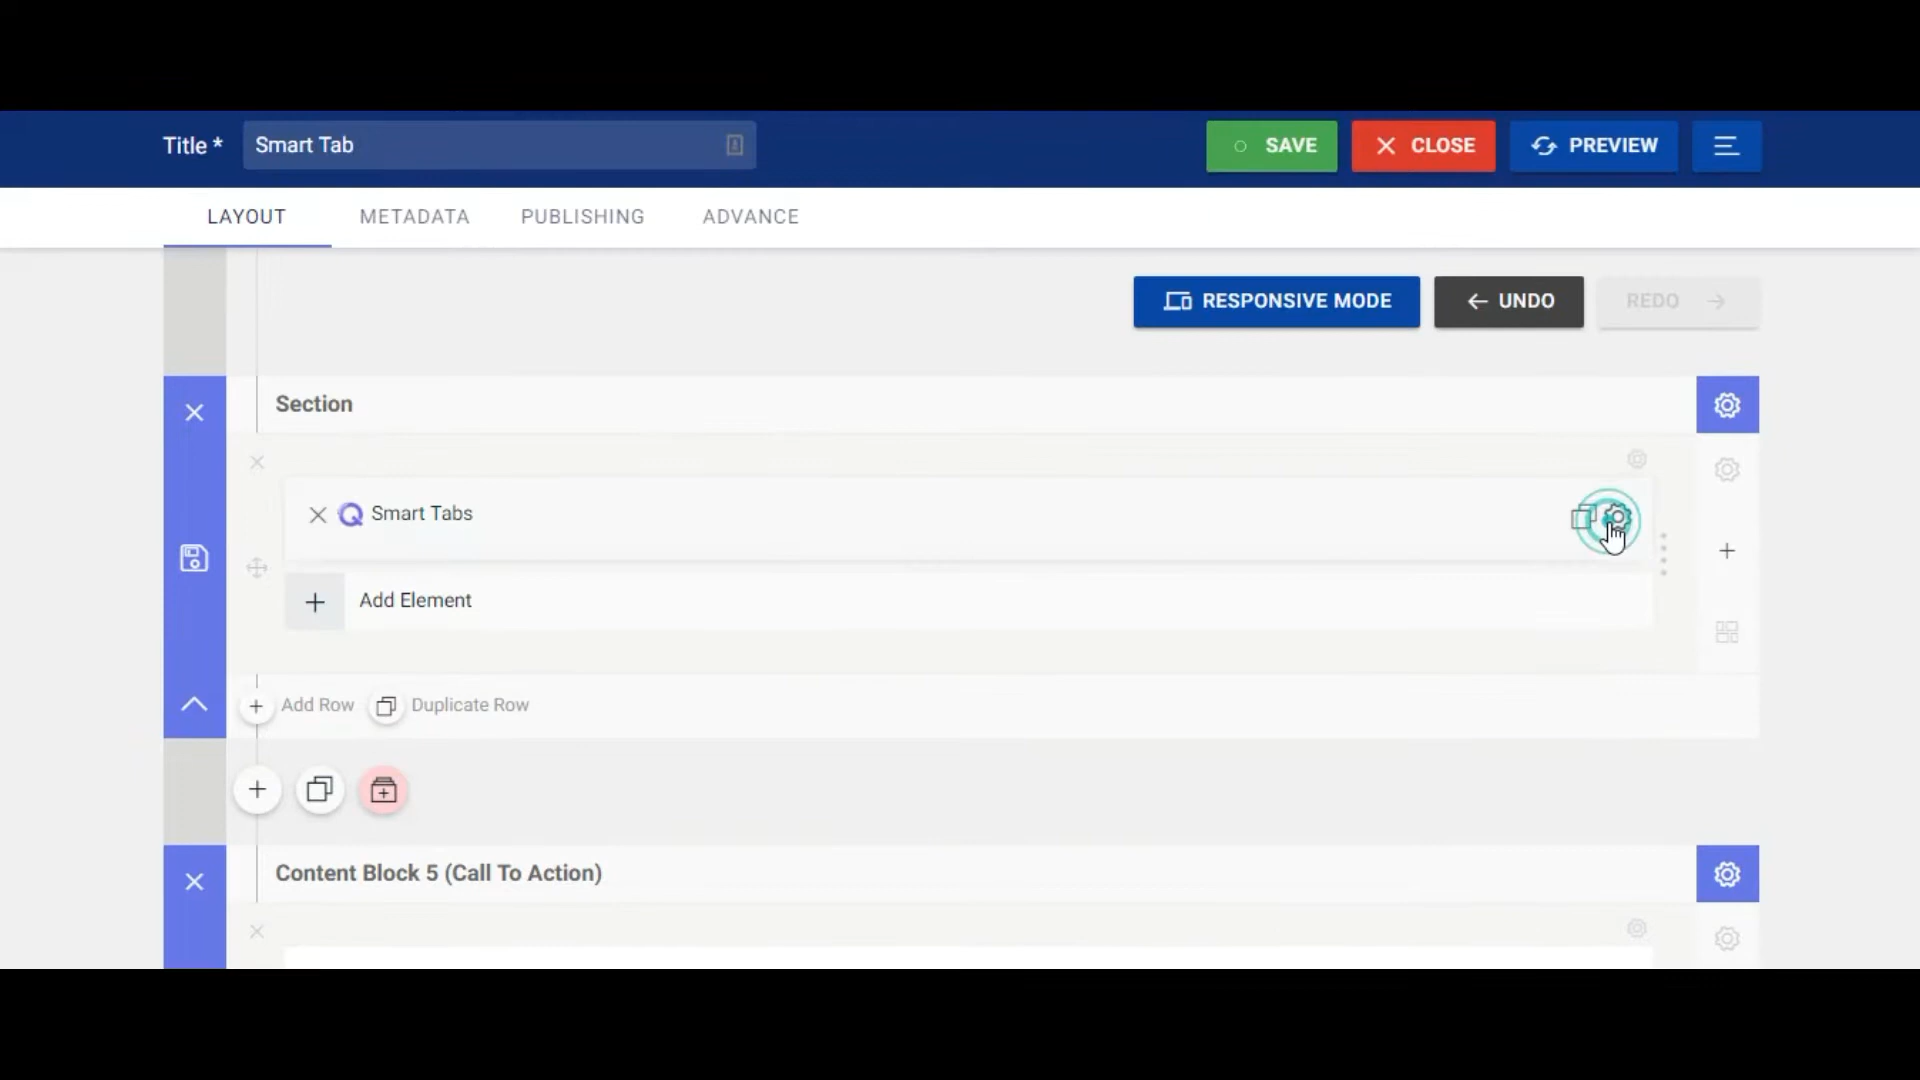 Title * Smart Tab SAVE CLOSE PREVIEW
LAYOUT METADATA PUBLISHING ADVANCE
RESPONSIVE MODE UNDO REDO
Section
Smart Tabs
Add Element
Add Row Duplicate Row
Content Block 5 (Call To Action)